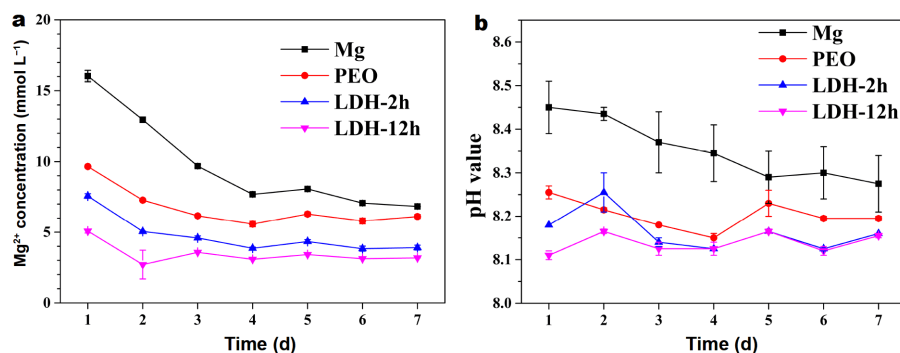 a
20
15
10
5
0
Mg²⁺ concentration (mmol L⁻¹)
Mg
PEO
LDH-2h
LDH-12h
1 2 3 4 5 6 7
Time (d)
b
8.6
8.5
8.4
8.3
8.2
8.1
8.0
pH value
Mg
PEO
LDH-2h
LDH-12h
1 2 3 4 5 6 7
Time (d)